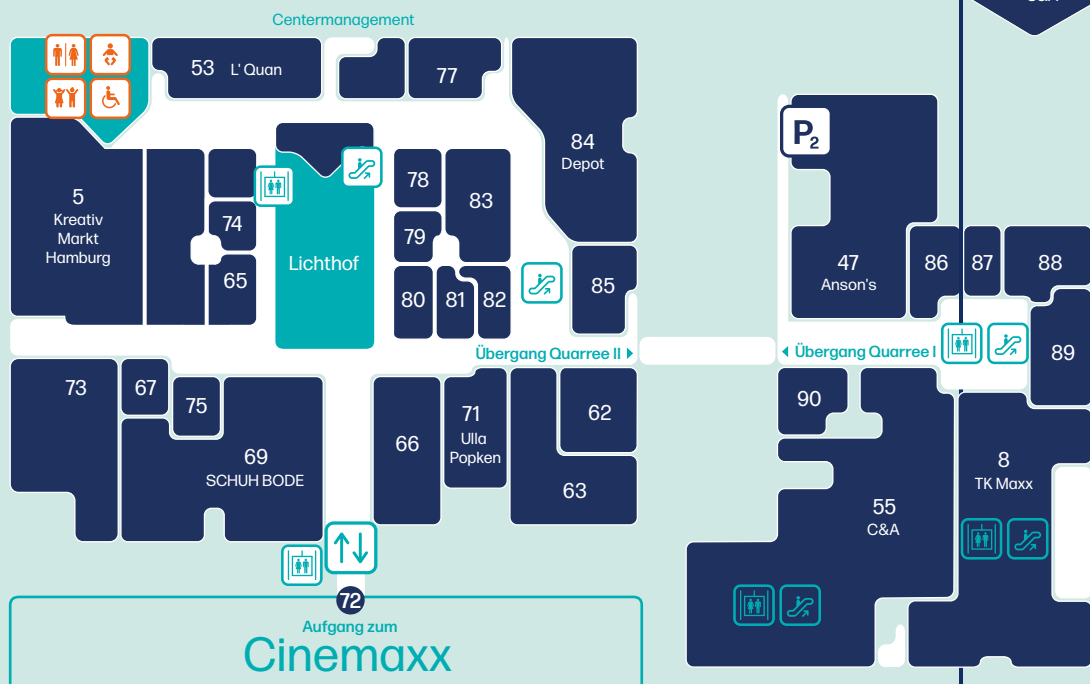 Centermanagement
53 L' Quan
77
84
Depot
P2
5
Kreativ
Markt
Hamburg
74
65
Lichthof
78
83
79
80
81
82
85
47
Anson's
86
87
88
Übergang Quarree II
Übergang Quarree I
89
73
67
75
69
SCHUH BODE
66
71
Ulla
Popken
62
63
90
55
C&A
8
TK Maxx
72
Aufgang zum
Cinemaxx